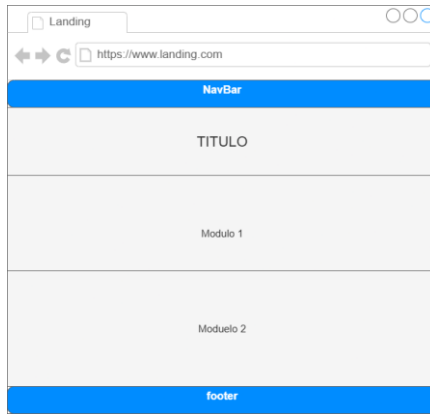 Landing
https://www.landing.com
NavBar
TITULO
Modulo 1
Moduelo 2
footer